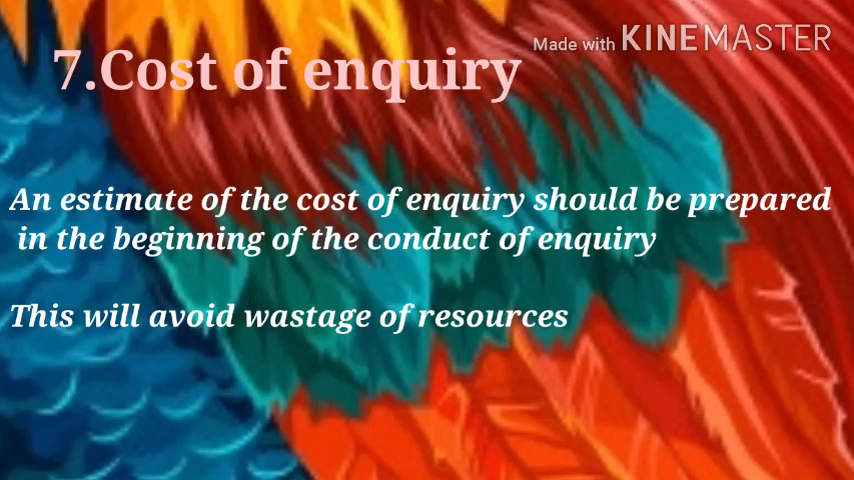 Made with KINEMASTER
7.Cost of enquiry
An estimate of the cost of enquiry should be prepared
in the beginning of the conduct of enquiry
This will avoid wastage of resources